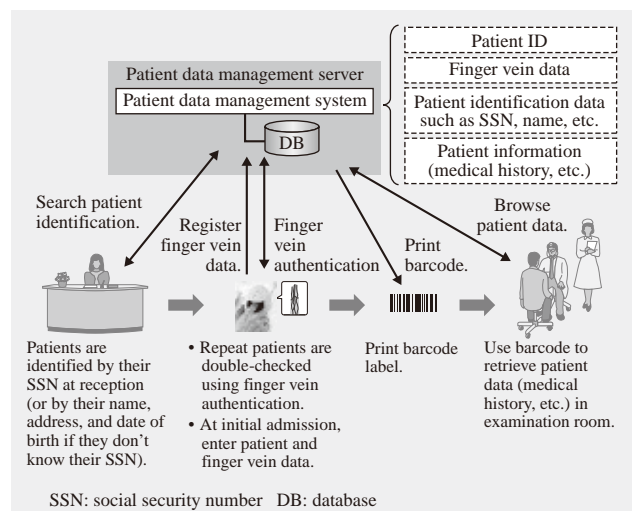 Patient data management server
Patient data management system
DB
Patient ID
Finger vein data
Patient identification data
such as SSN, name, etc.
Patient information
(medical history, etc.)
Search patient
identification.
Register
finger vein
data.
Finger
vein
authentication
Print
barcode.
Browse
patient data.
Patients are
identified by their
SSN at reception
(or by their name,
address, and date of
birth if they don't
know their SSN).
• Repeat patients are
double-checked
using finger vein
authentication.
• At initial admission,
enter patient and
finger vein data.
Print barcode
label.
Use barcode to
retrieve patient
data (medical
history, etc.) in
examination room.
SSN: social security number DB: database